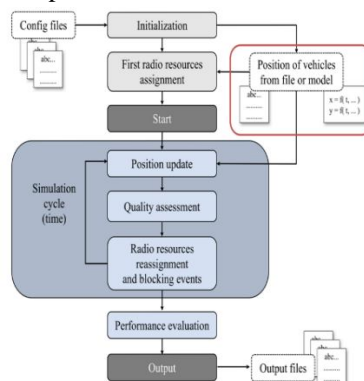 Config files
abc...
Initialization
First radio resources
assignment
Position of vehicles
from file or model
abc...
x = f( t, ... )
y = f( t, ... )
Start
Position update
Simulation
cycle
(time)
Quality assessment
Radio resources
reassignment
and blocking events
Performance evaluation
Output
Output files
abc...